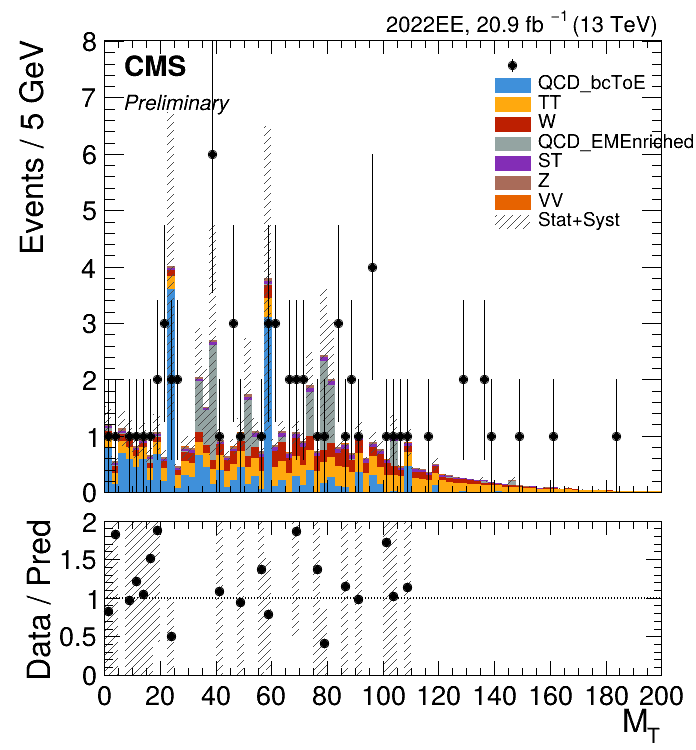 2022EE, 20.9 fb⁻¹ (13 TeV)
Events / 5 GeV
8
7
6
5
4
3
2
1
0
CMS
Preliminary
QCD_bcToE
TT
W
QCD_EMEnriched
ST
Z
VV
Stat+Syst
Data / Pred
2
1.5
1
0.5
0
0 20 40 60 80 100 120 140 160 180 200
M_T